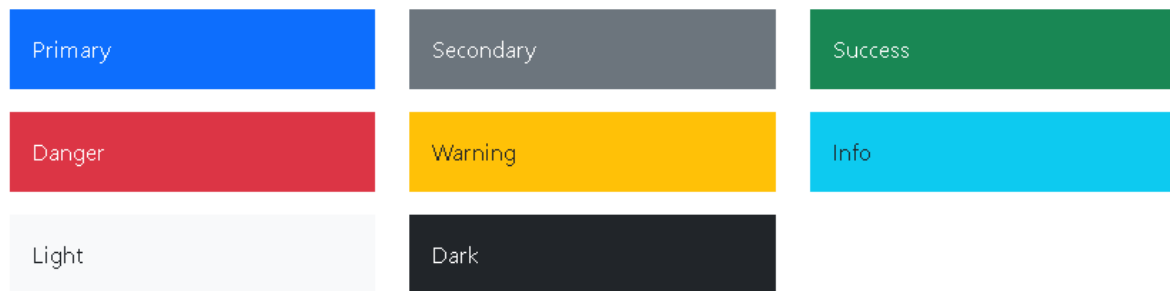 Primary
Secondary
Success
Danger
Warning
Info
Light
Dark